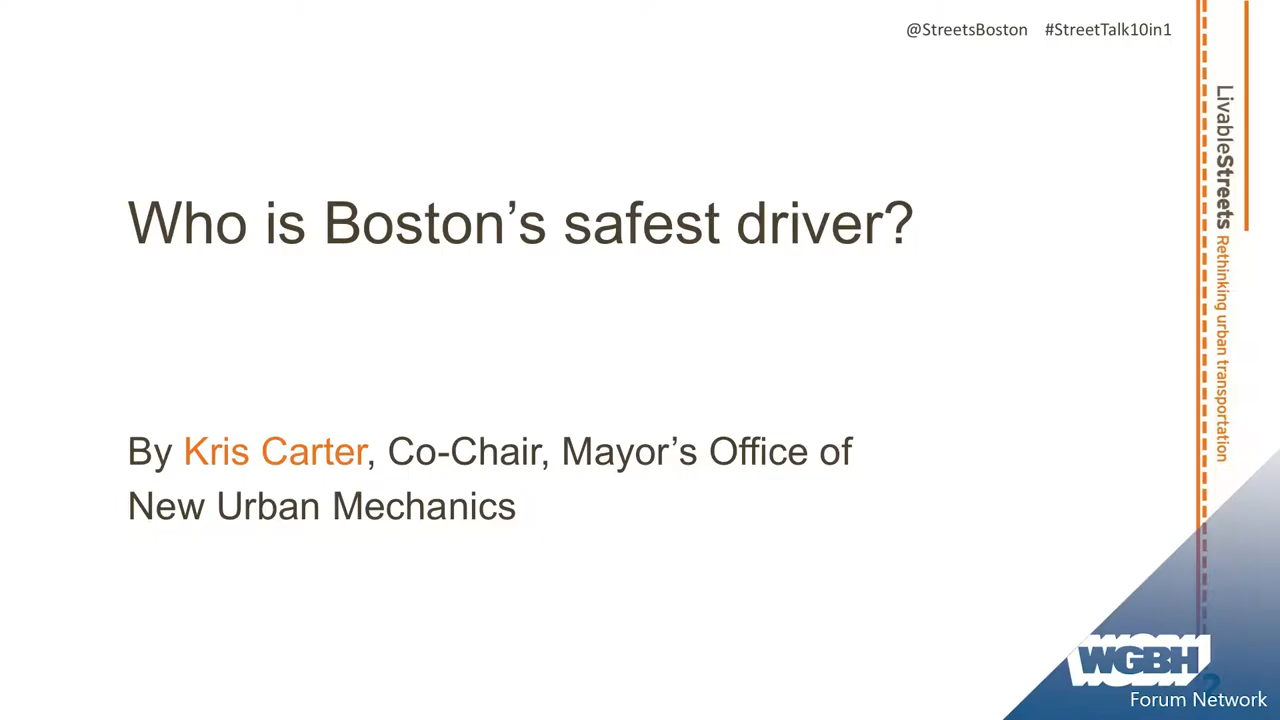 @StreetsBoston #StreetTalk10in1
Who is Boston’s safest driver?
By Kris Carter, Co-Chair, Mayor’s Office of
New Urban Mechanics
LivableStreets Rethinking urban transportation
WGBH
2
Forum Network